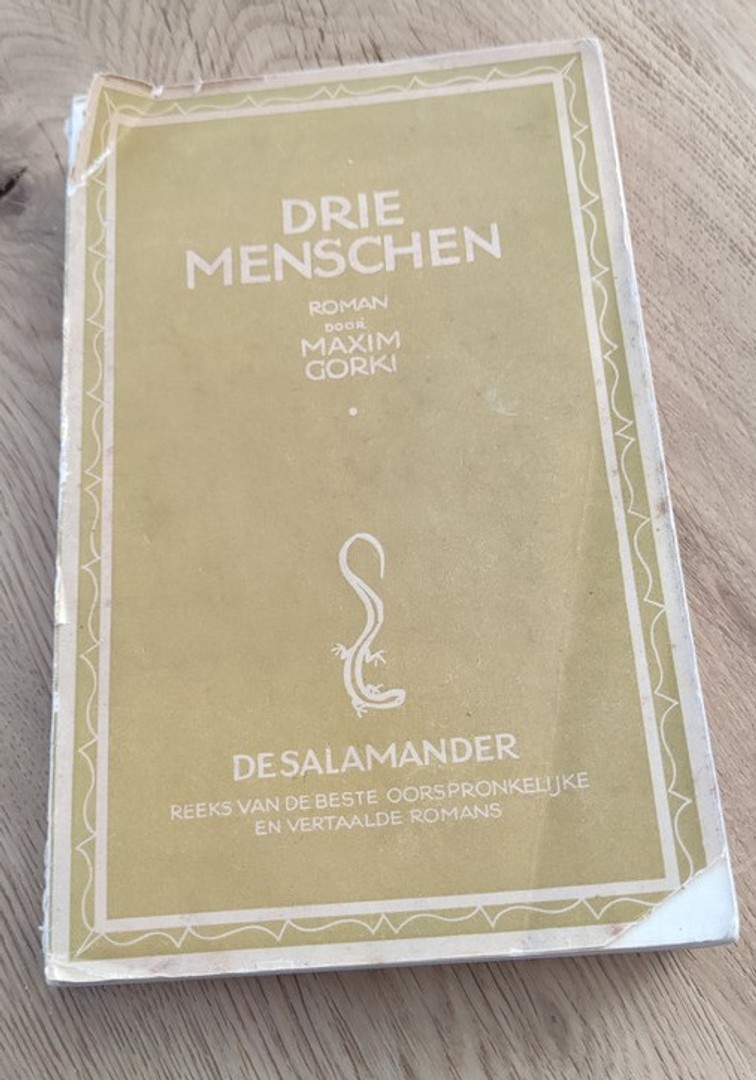 DRIE
MENSCHEN
ROMAN
DOOR
MAXIM
GORKI
DE SALAMANDER
REEKS VAN DE BESTE OORSPRONKELIJKE
EN VERTAALDE ROMANS